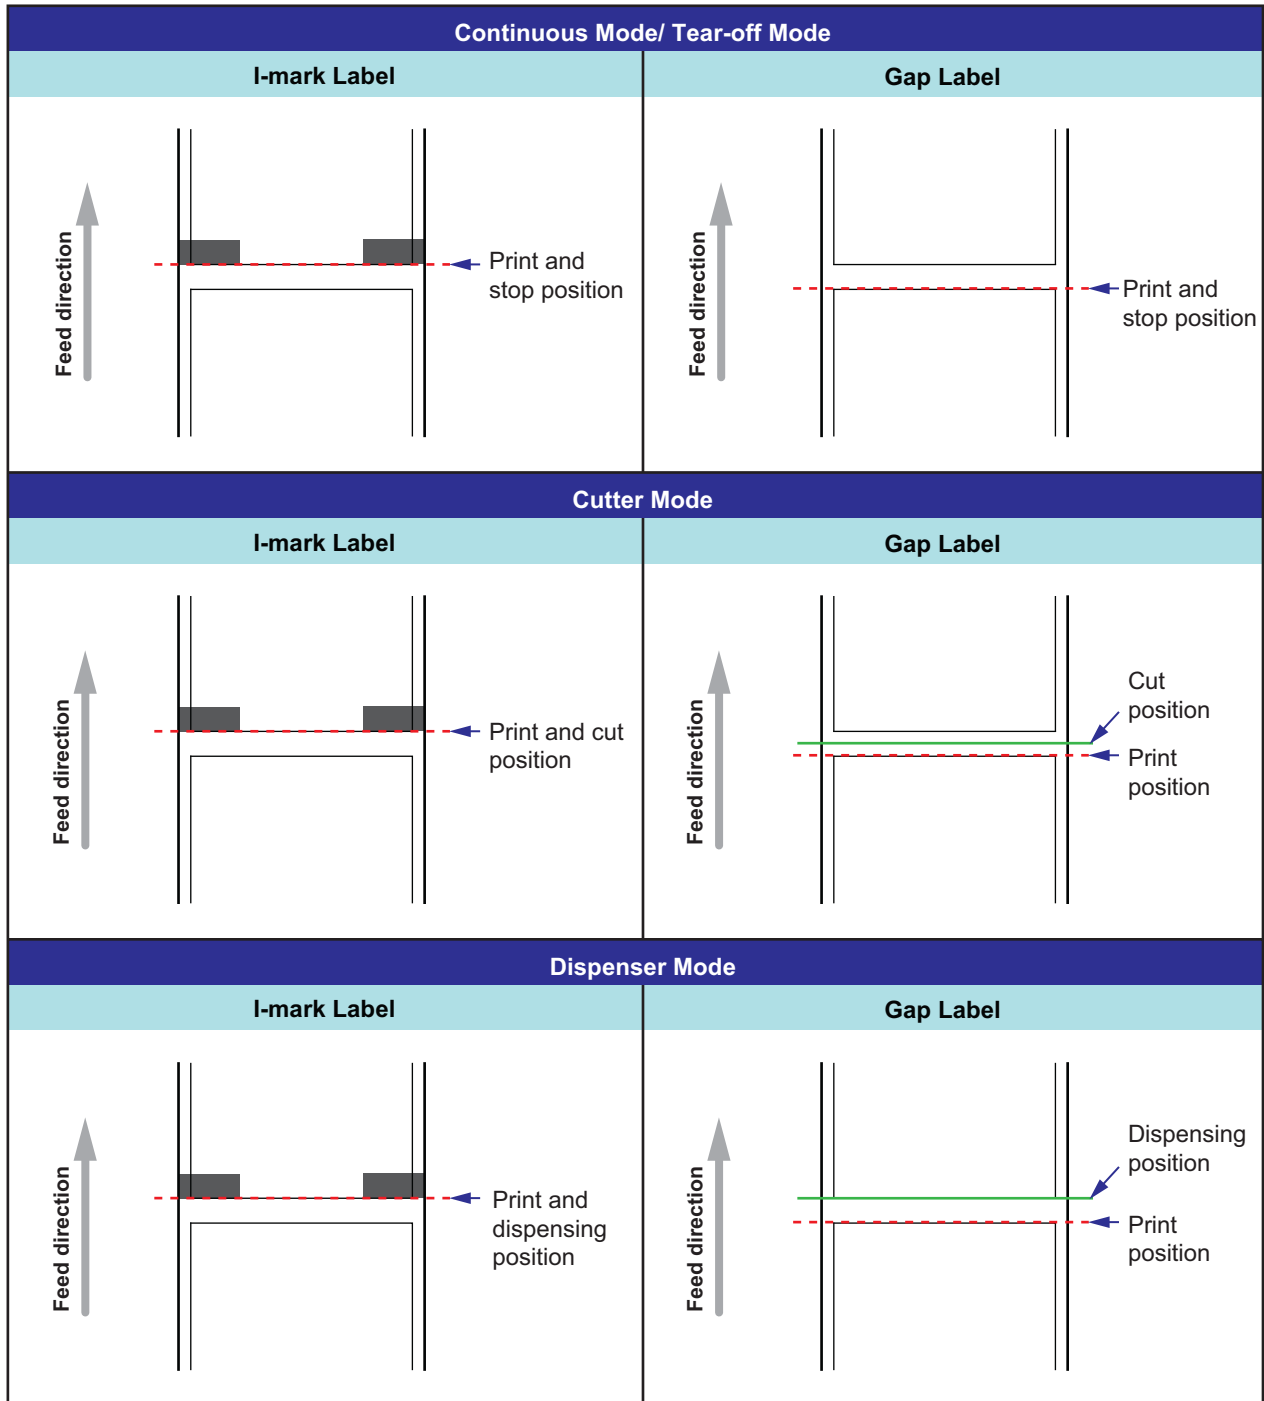 Continuous Mode/ Tear-off Mode
I-mark Label
Gap Label
Feed direction
Print and
stop position
Feed direction
Print and
stop position
Cutter Mode
I-mark Label
Gap Label
Feed direction
Print and cut
position
Feed direction
Cut
position
Print
position
Dispenser Mode
I-mark Label
Gap Label
Feed direction
Print and
dispensing
position
Feed direction
Dispensing
position
Print
position